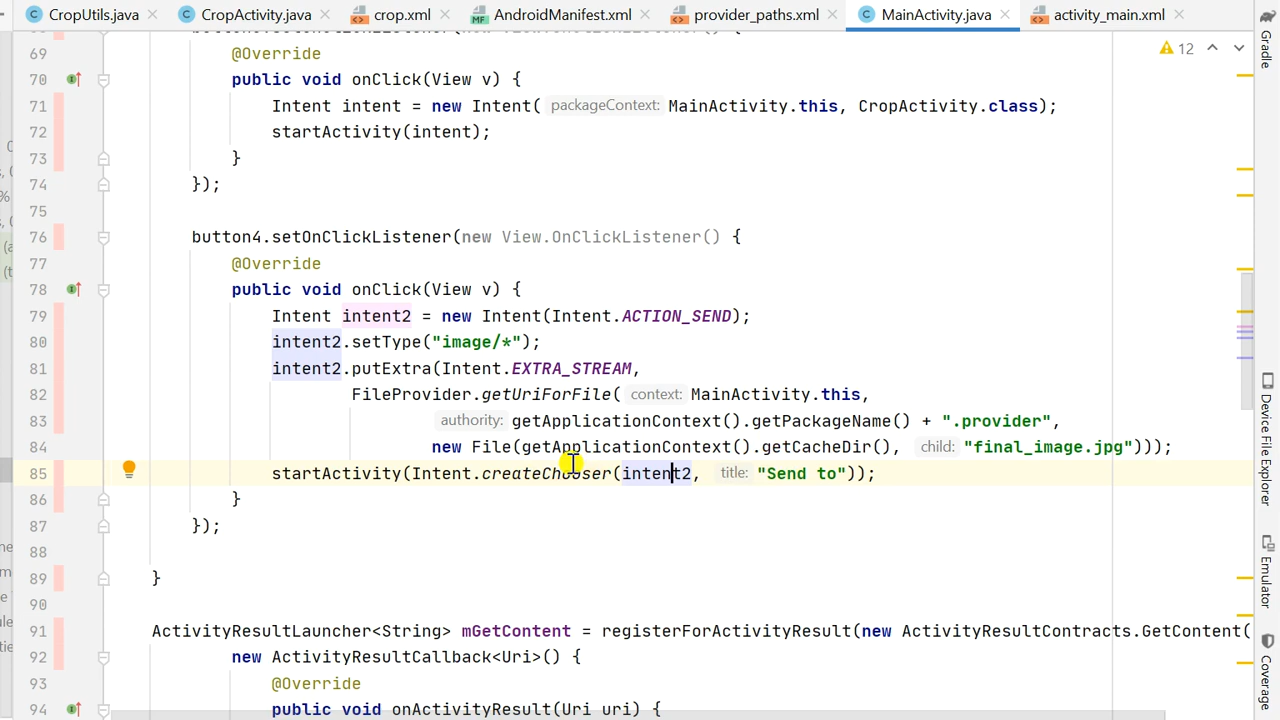 CropUtils.java
CropActivity.java
crop.xml
AndroidManifest.xml
provider_paths.xml
MainActivity.java
activity_main.xml
12
69 @Override
70 public void onClick(View v) {
71 Intent intent = new Intent( packageContext: MainActivity.this, CropActivity.class);
72 startActivity(intent);
73 }
74 });
75
76 button4.setOnClickListener(new View.OnClickListener() {
77 @Override
78 public void onClick(View v) {
79 Intent intent2 = new Intent(Intent.ACTION_SEND);
80 intent2.setType("image/*");
81 intent2.putExtra(Intent.EXTRA_STREAM,
82 FileProvider.getUriForFile( context: MainActivity.this,
83 authority: getApplicationContext().getPackageName() + ".provider",
84 new File(getApplicationContext().getCacheDir(), child: "final_image.jpg")));
85 startActivity(Intent.createChooser(intent2, title: "Send to"));
86 }
87 });
88
89 }
90
91 ActivityResultLauncher<String> mGetContent = registerForActivityResult(new ActivityResultContracts.GetContent(
92 new ActivityResultCallback<Uri>() {
93 @Override
94 public void onActivityResult(Uri uri) {
Gradle
Device File Explorer
Emulator
Coverage